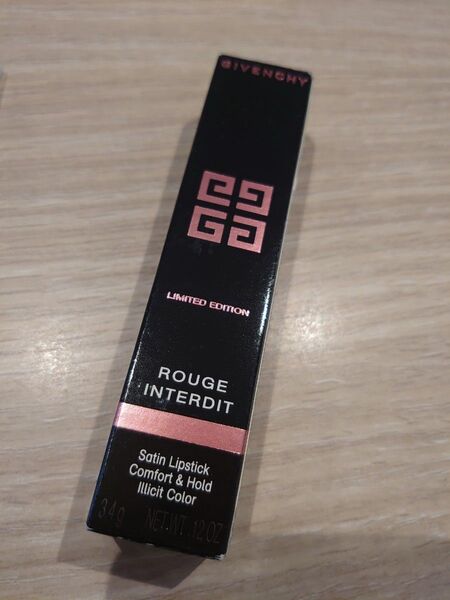 GIVENCHY
LIMITED EDITION
ROUGE
INTERDIT
Satin Lipstick
Comfort & Hold
Illicit Color
3.4 g NET.WT. .12 OZ